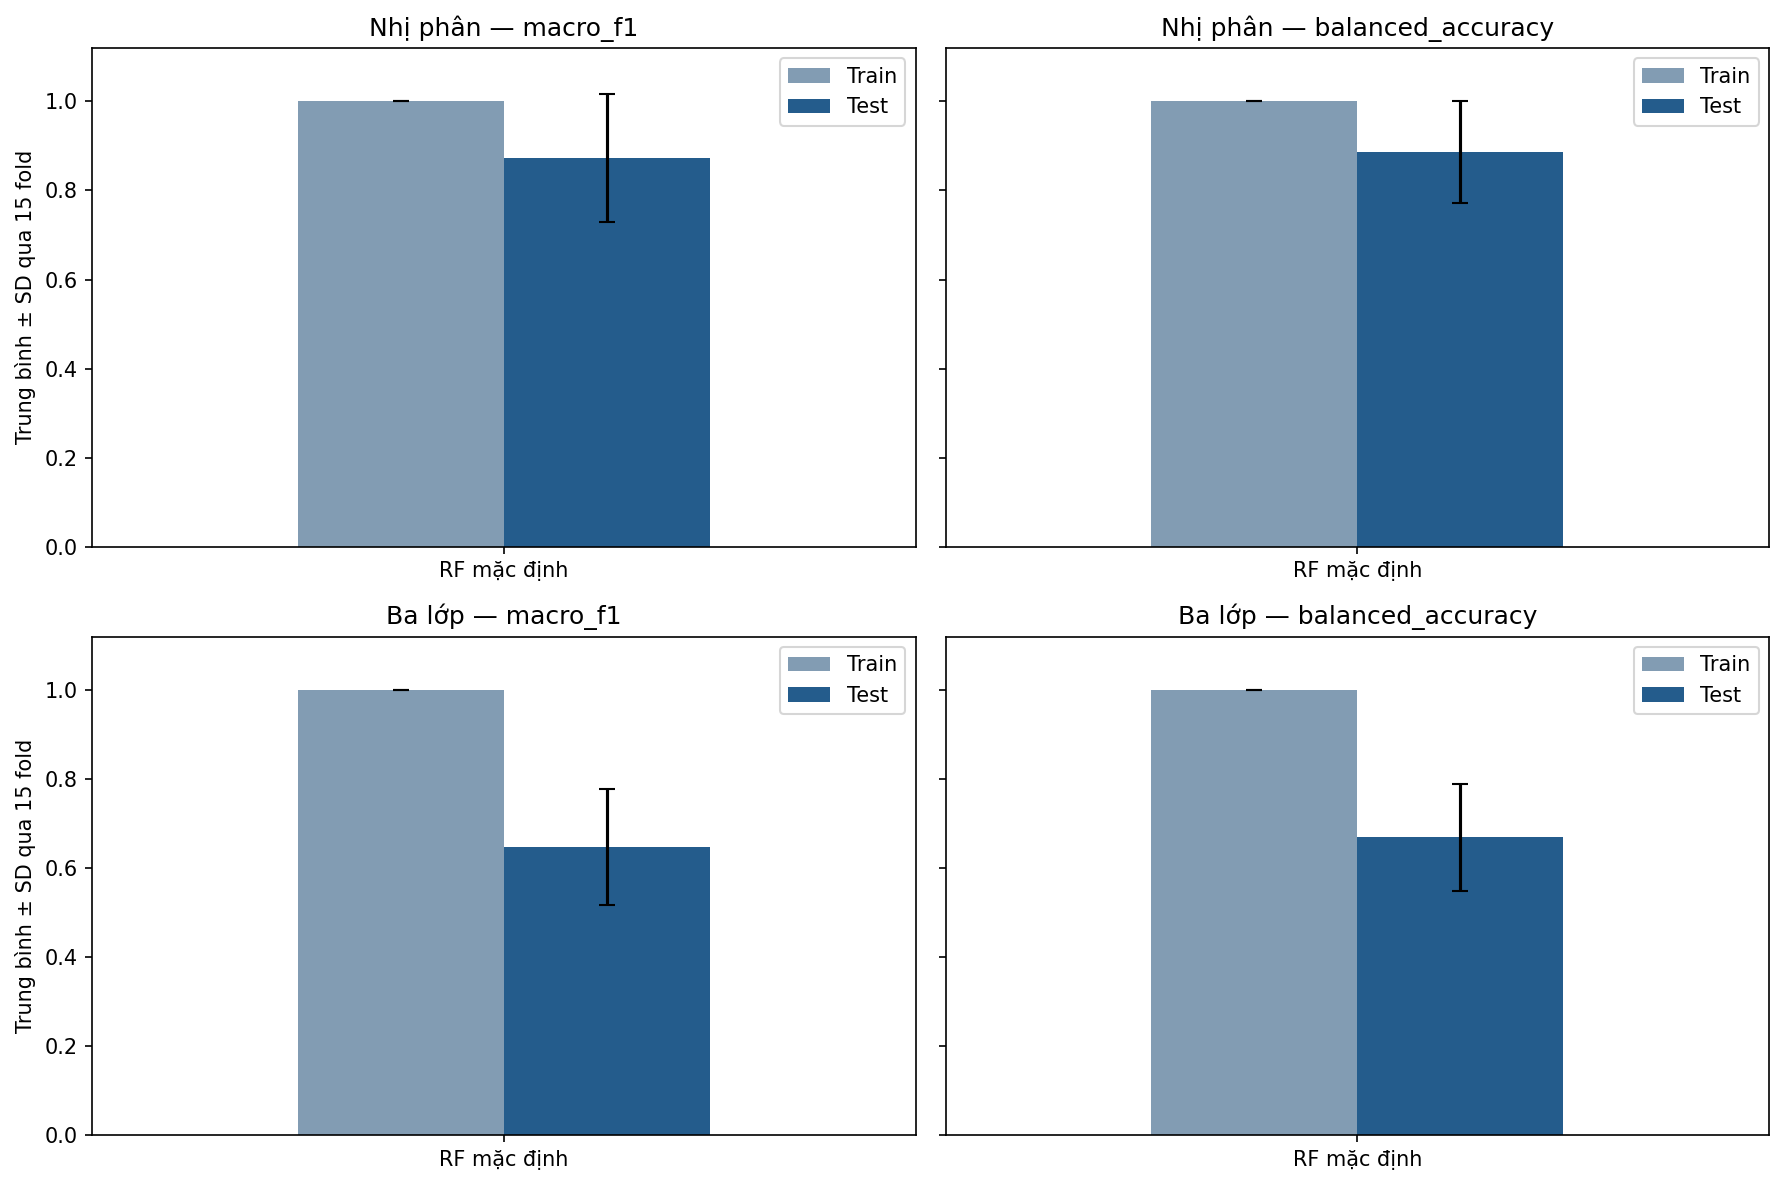 Nhị phân — macro_f1
Train
Test
Trung bình ± SD qua 15 fold
1.0
0.8
0.6
0.4
0.2
0.0
RF mặc định
Nhị phân — balanced_accuracy
Train
Test
RF mặc định
Ba lớp — macro_f1
Train
Test
Trung bình ± SD qua 15 fold
1.0
0.8
0.6
0.4
0.2
0.0
RF mặc định
Ba lớp — balanced_accuracy
Train
Test
RF mặc định